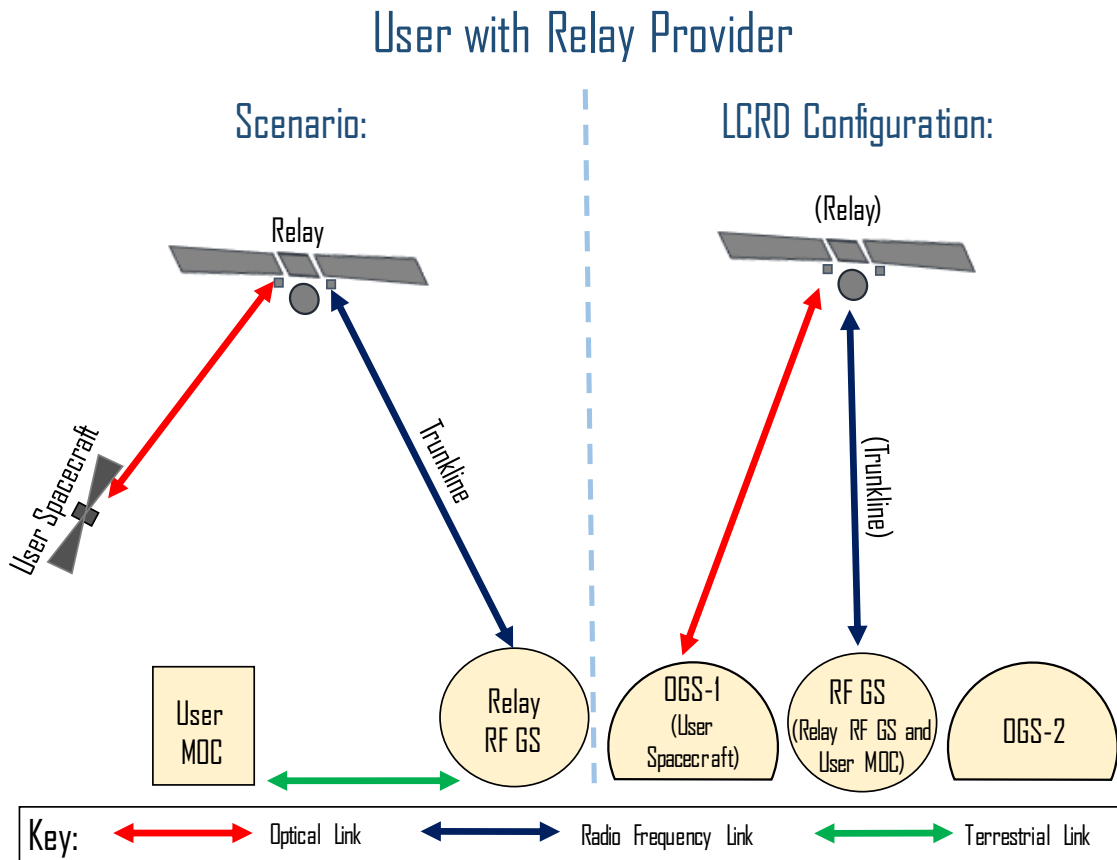 User with Relay Provider
Scenario:
Relay
User Spacecraft
Trunkline
User
MOC
Relay
RF GS
LCRD Configuration:
(Relay)
(Trunkline)
OGS-1
(User
Spacecraft)
RF GS
(Relay RF GS and
User MOC)
OGS-2
Key:
Optical Link
Radio Frequency Link
Terrestrial Link